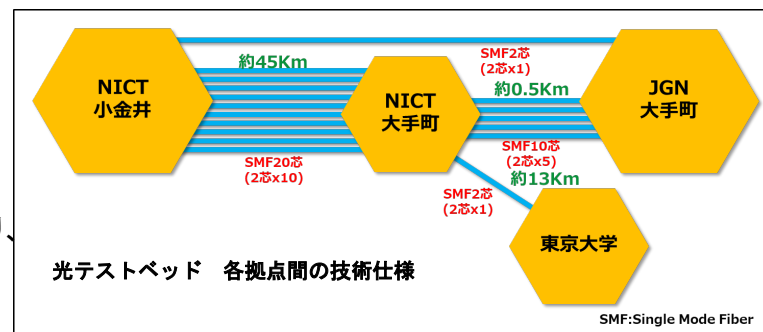 SMF2芯
(2芯x1)
約45Km
NICT
小金井
NICT
大手町
約0.5Km
JGN
大手町
SMF20芯
(2芯x10)
SMF10芯
(2芯x5)
約13Km
SMF2芯
(2芯x1)
東京大学
、
光テストベッド 各拠点間の技術仕様
SMF:Single Mode Fiber